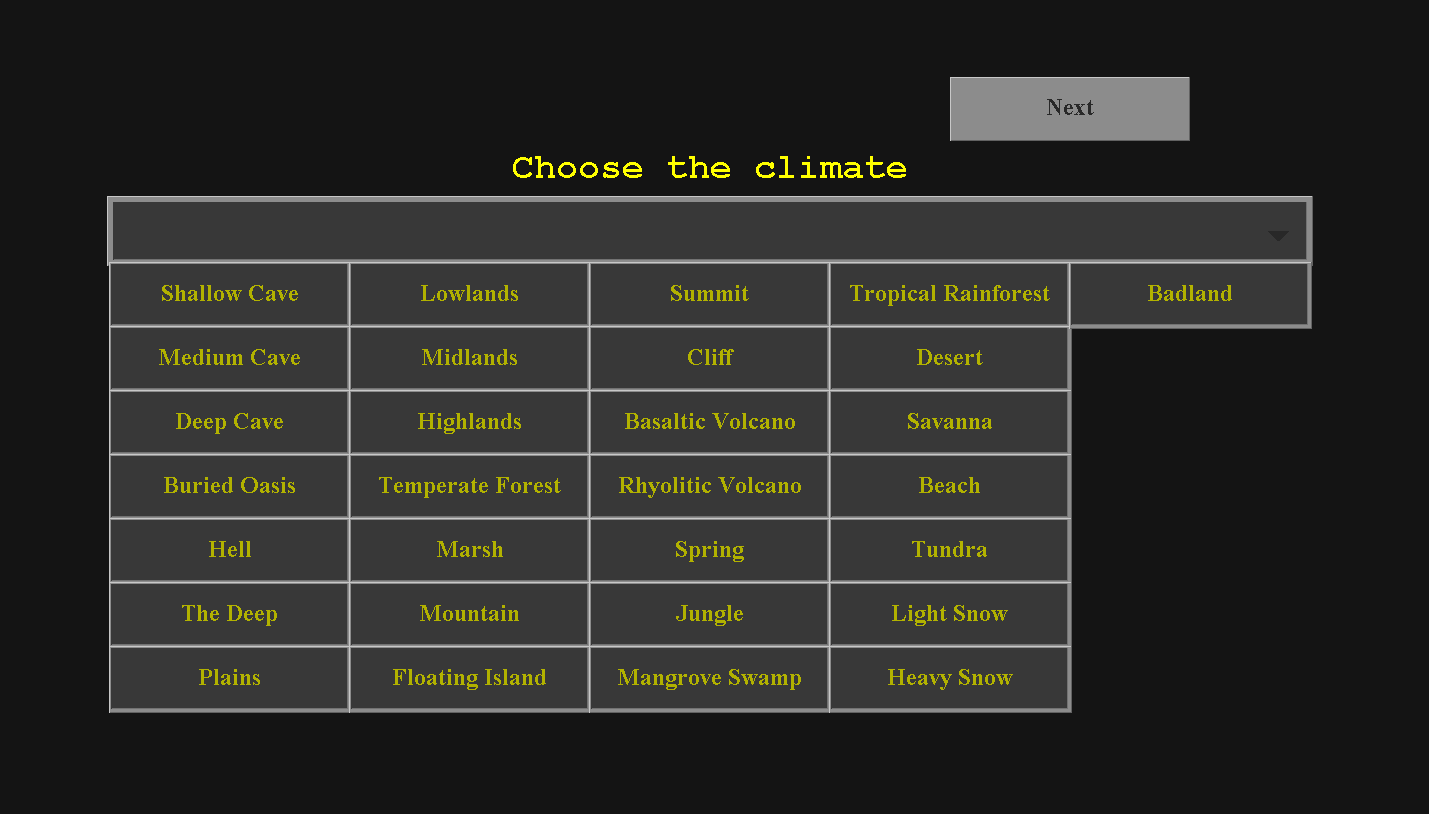 Next
Choose the climate
Shallow Cave Lowlands Summit Tropical Rainforest Badland
Medium Cave Midlands Cliff Desert
Deep Cave Highlands Basaltic Volcano Savanna
Buried Oasis Temperate Forest Rhyolitic Volcano Beach
Hell Marsh Spring Tundra
The Deep Mountain Jungle Light Snow
Plains Floating Island Mangrove Swamp Heavy Snow